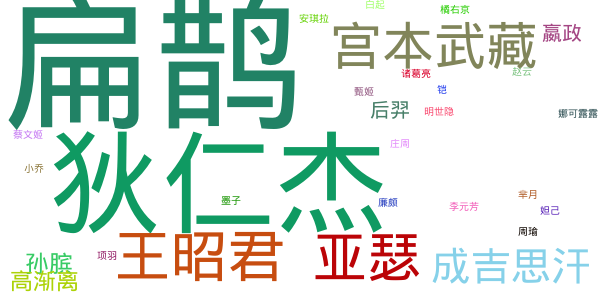 白起
橘右京
安琪拉
扁鹊
宫本武藏
嬴政
诸葛亮
赵云
甄姬
铠
后羿
明世隐
娜可露露
蔡文姬
狄仁杰
庄周
小乔
墨子
廉颇
李元芳
芈月
妲己
周瑜
王昭君
亚瑟
项羽
孙膑
成吉思汗
高渐离